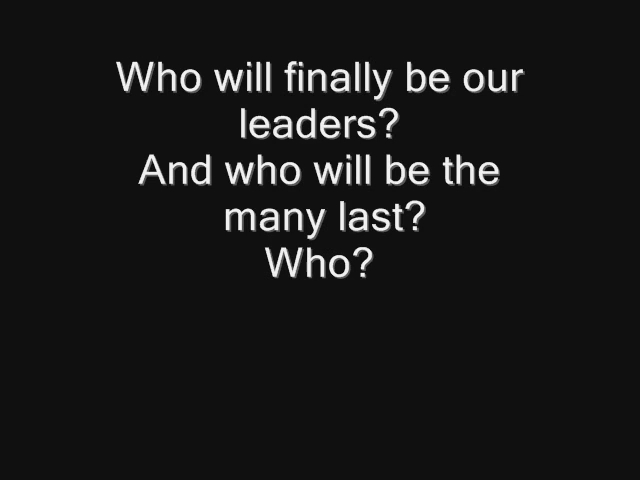 Who will finally be our
leaders?
And who will be the
many last?
Who?